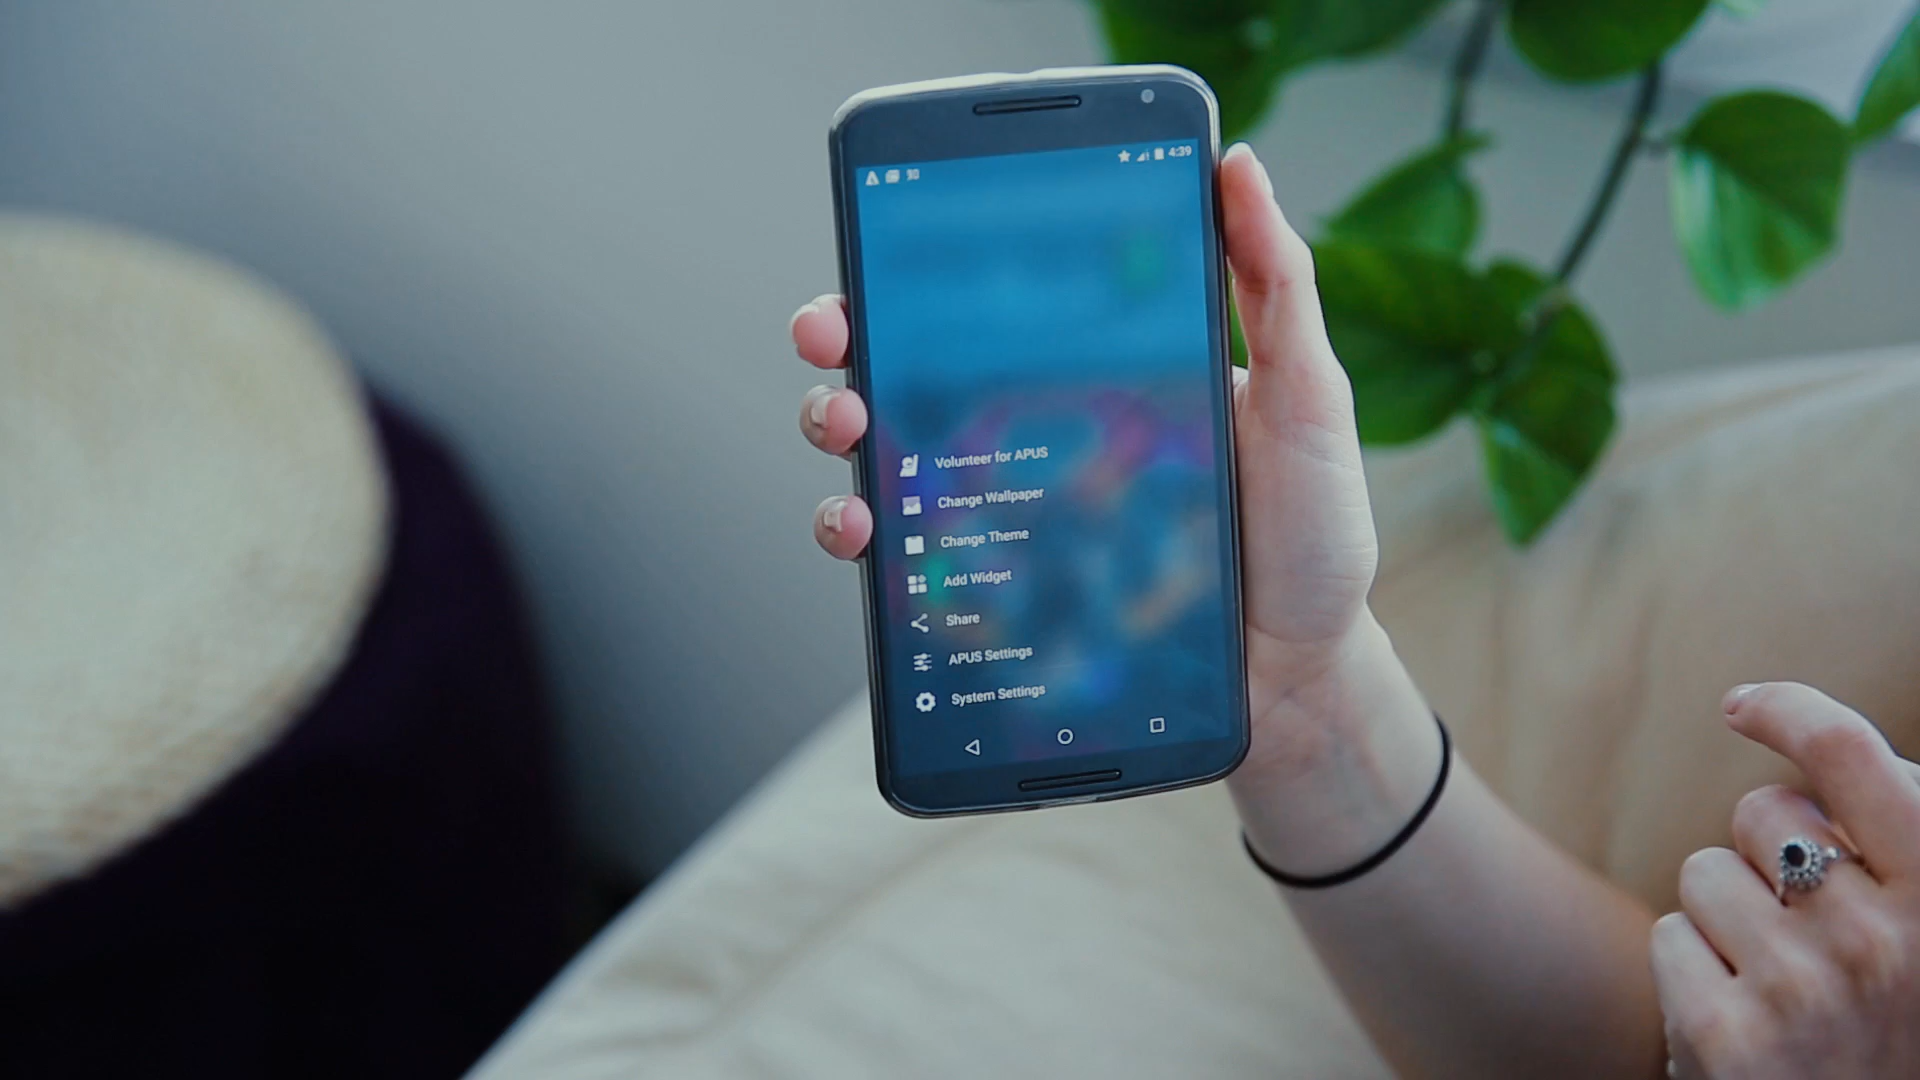 4:39
Volunteer for APUS
Change Wallpaper
Change Theme
Add Widget
Share
APUS Settings
System Settings